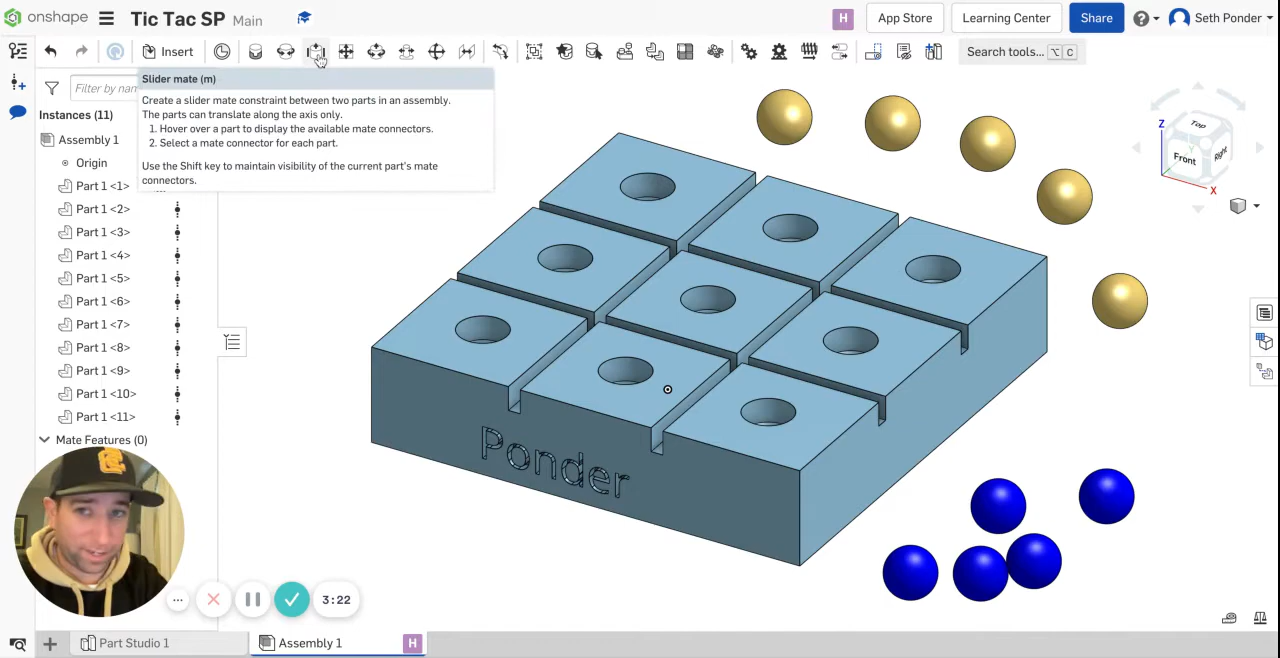 onshape
Tic Tac SP Main
H
App Store
Learning Center
Share
Seth Ponder
Insert
Search tools... ⌥ C
Slider mate (m)
Create a slider mate constraint between two parts in an assembly.
The parts can translate along the axis only.
1. Hover over a part to display the available mate connectors.
2. Select a mate connector for each part.
Use the Shift key to maintain visibility of the current part's mate
connectors.
Filter by nam
Instances (11)
Assembly 1
Origin
Part 1 <1>
Part 1 <2>
Part 1 <3>
Part 1 <4>
Part 1 <5>
Part 1 <6>
Part 1 <7>
Part 1 <8>
Part 1 <9>
Part 1 <10>
Part 1 <11>
Mate Features (0)
Ponder
Z
Top
Front
Right
X
3:22
Part Studio 1
Assembly 1
H